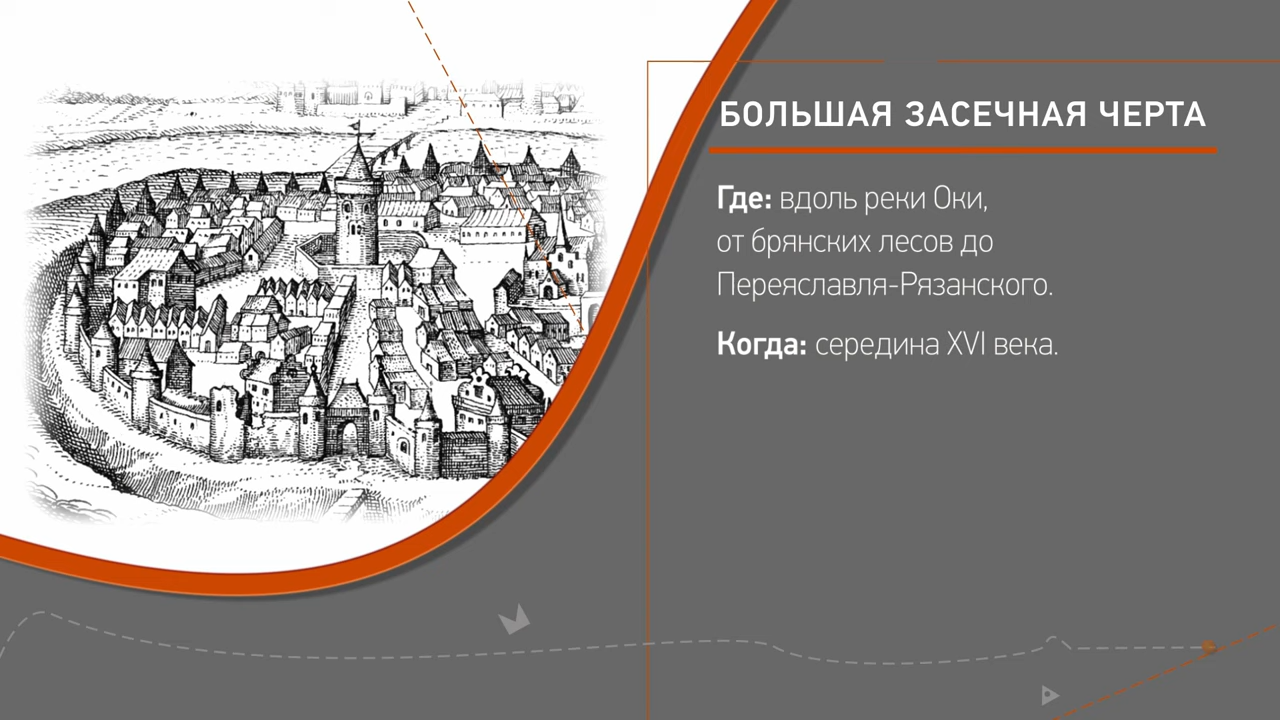 БОЛЬШАЯ ЗАСЕЧНАЯ ЧЕРТА
Где: вдоль реки Оки,
от брянских лесов до
Переяславля-Рязанского.
Когда: середина XVI века.